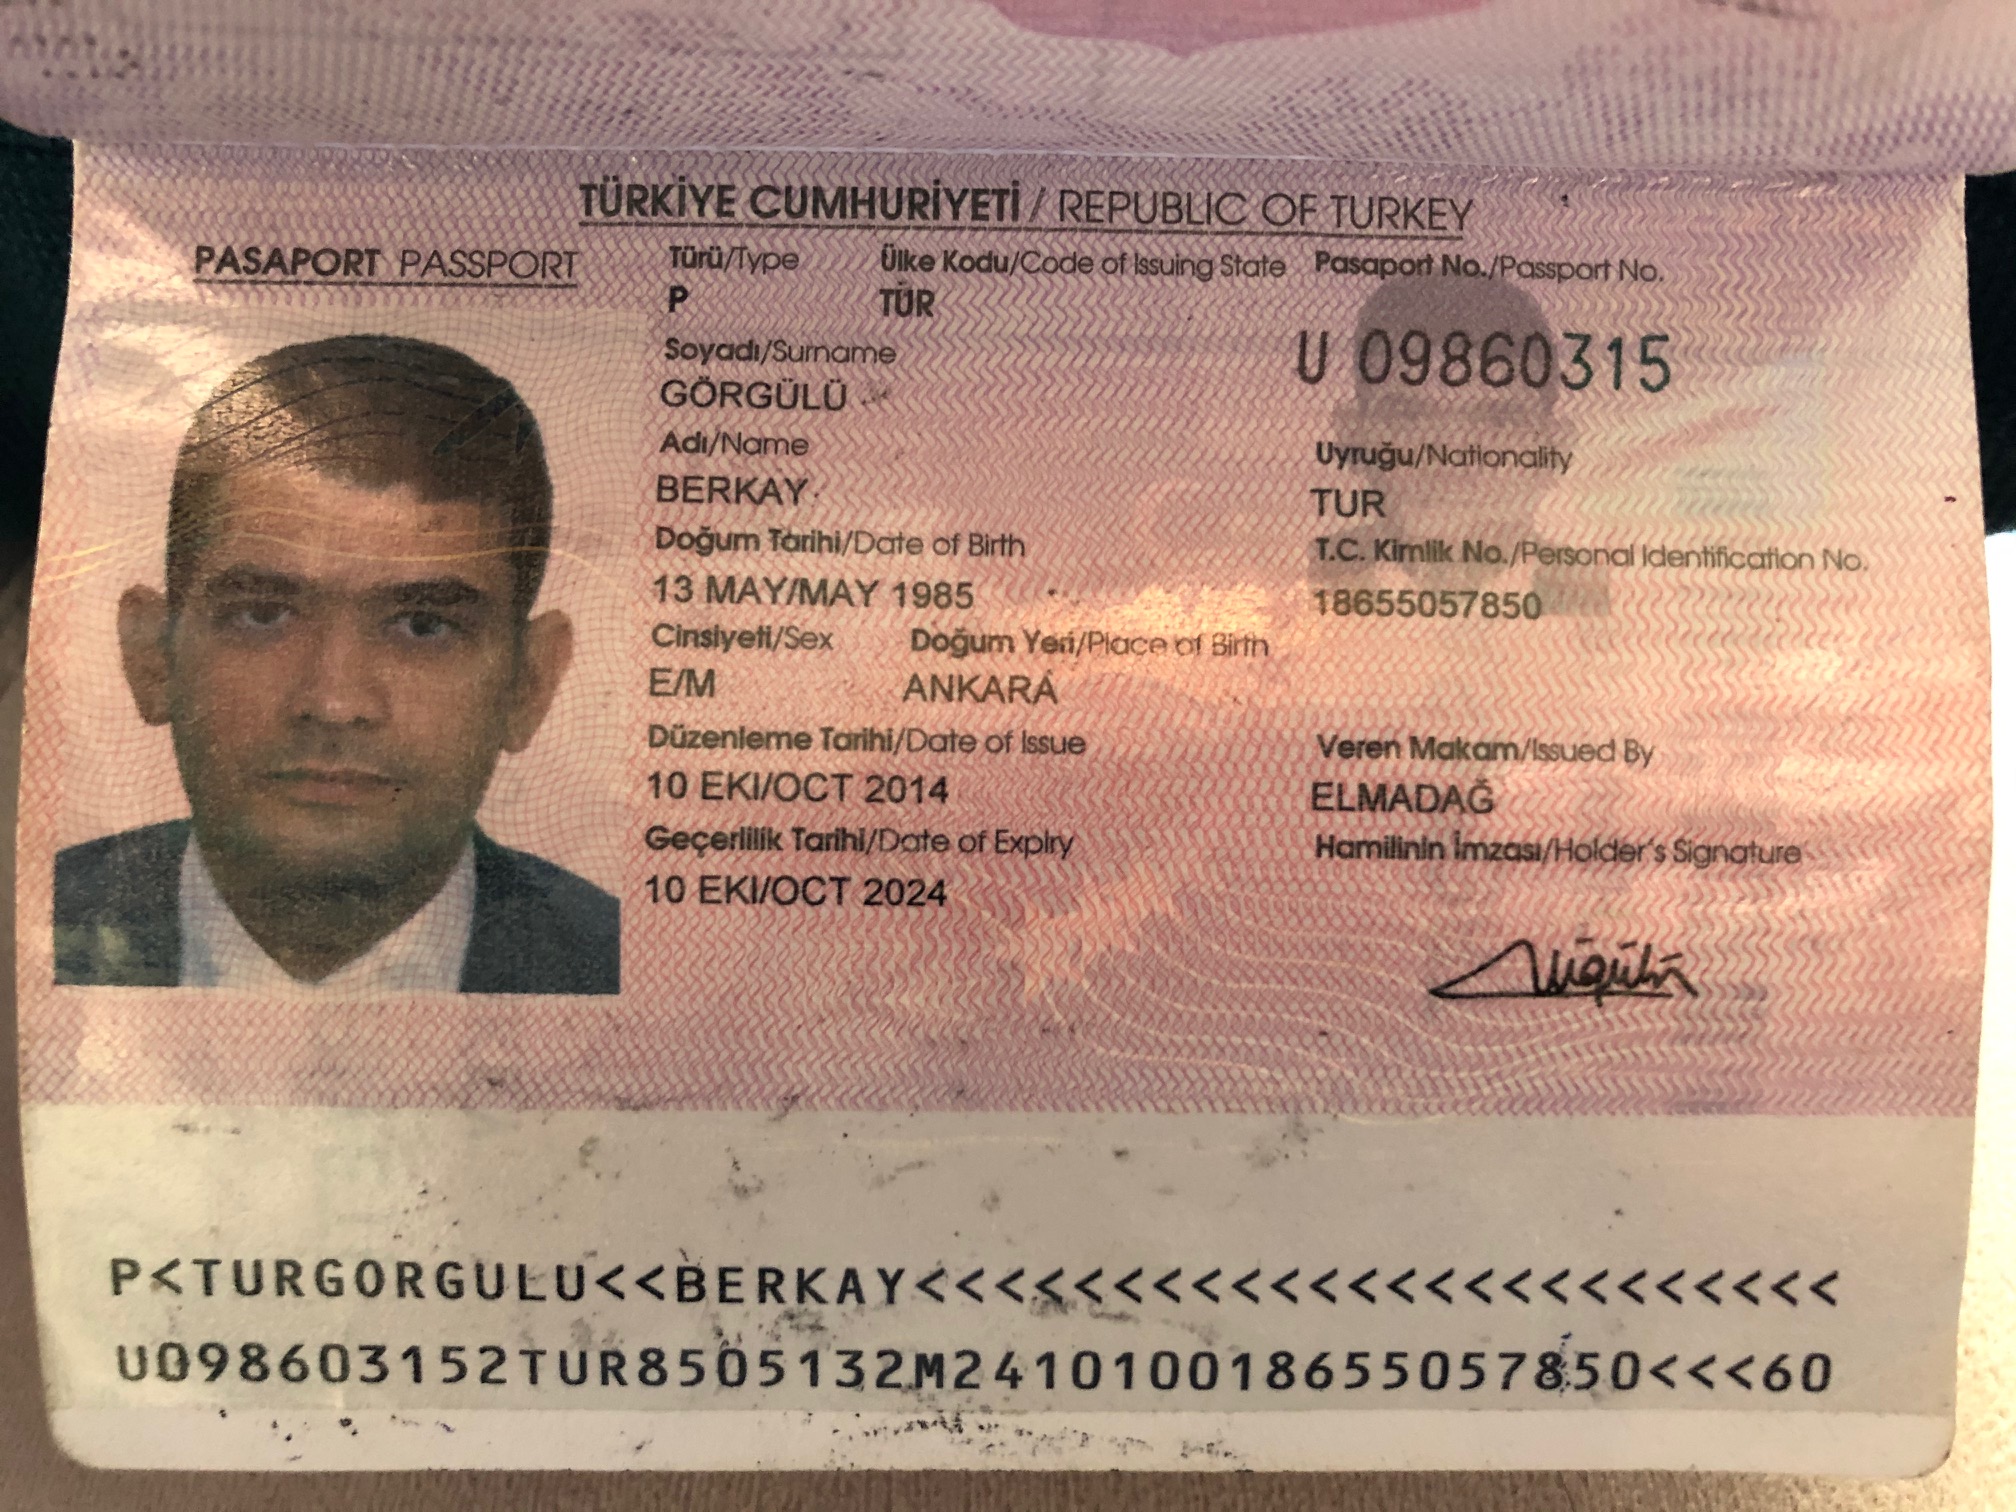 TÜRKİYE CUMHURİYETİ / REPUBLIC OF TURKEY
PASAPORT PASSPORT
Türü/Type Ülke Kodu/Code of Issuing State Pasaport No./Passport No.
P TUR U 09860315
Soyadı/Surname
GÖRGÜLÜ
Adı/Name Uyruğu/Nationality
BERKAY TUR
Doğum Tarihi/Date of Birth T.C. Kimlik No./Personal Identification No.
13 MAY/MAY 1985 18655057850
Cinsiyeti/Sex Doğum Yeri/Place of Birth
E/M ANKARA
Düzenleme Tarihi/Date of Issue Veren Makam/Issued By
10 EKI/OCT 2014 ELMADAĞ
Geçerlilik Tarihi/Date of Expiry Hamilinin İmzası/Holder's Signature
10 EKI/OCT 2024
P<TURGORGULU<<BERKAY<<<<<<<<<<<<<<<<<<<<<<<<
U098603152TUR8505132M241010018655057850<<<60